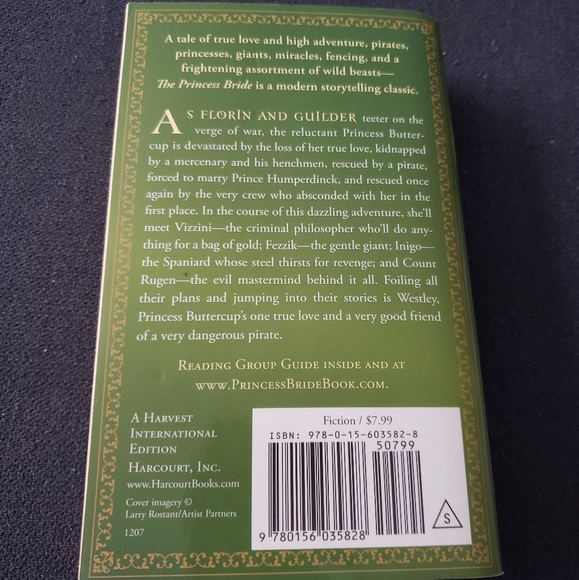 A tale of true love and high adventure, pirates,
princesses, giants, miracles, fencing, and a
frightening assortment of wild beasts—
The Princess Bride is a modern storytelling classic.
AS FLORIN AND GUILDER teeter on the
verge of war, the reluctant Princess Butter-
cup is devastated by the loss of her true love, kidnapped
by a mercenary and his henchmen, rescued by a pirate,
forced to marry Prince Humperdinck, and rescued once
again by the very crew who absconded with her in the
first place. In the course of this dazzling adventure, she'll
meet Vizzini—the criminal philosopher who'll do any-
thing for a bag of gold; Fezzik—the gentle giant; Inigo—
the Spaniard whose steel thirsts for revenge; and Count
Rugen—the evil mastermind behind it all. Foiling all
their plans and jumping into their stories is Westley,
Princess Buttercup's one true love and a very good friend
of a very dangerous pirate.
READING GROUP GUIDE INSIDE AND AT
WWW.PRINCESSBRIDEBOOK.COM.
A HARVEST
INTERNATIONAL
EDITION
HARCOURT, INC.
www.HarcourtBooks.com
Cover imagery ©
Larry Rostant/Artist Partners
1207
Fiction / $7.99
ISBN: 978-0-15-603582-8
50799
9 780156 035828
S